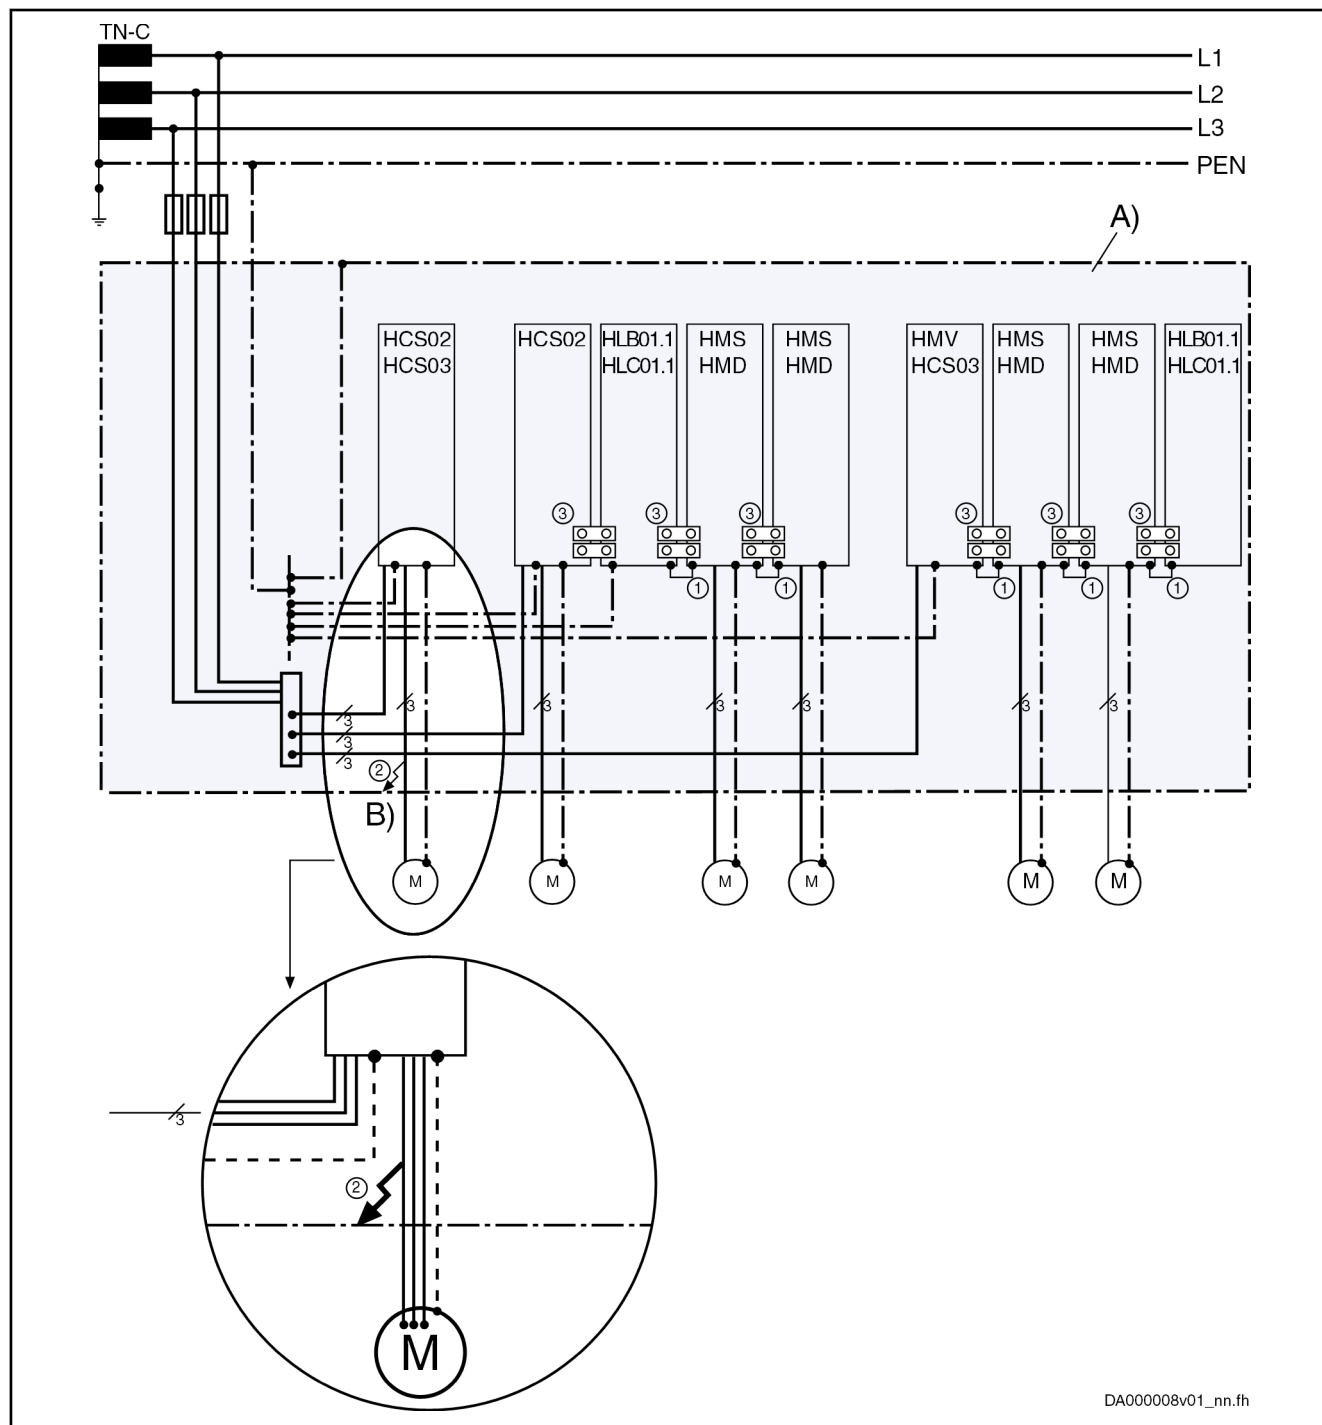 TN-C
L1
L2
L3
PEN
A)
HCS02 HCS02 HLB01.1 HMS HMS HMV HMS HMS HLB01.1
HCS03 HLC01.1 HMD HMD HCS03 HMD HMD HLC01.1
3 3 3 3 3 3
1 1 1 1 1
3 3 3 3 3 3
3
3
3
2
B)
M M M M M M
3
2
M
DA000008v01_nn.fh